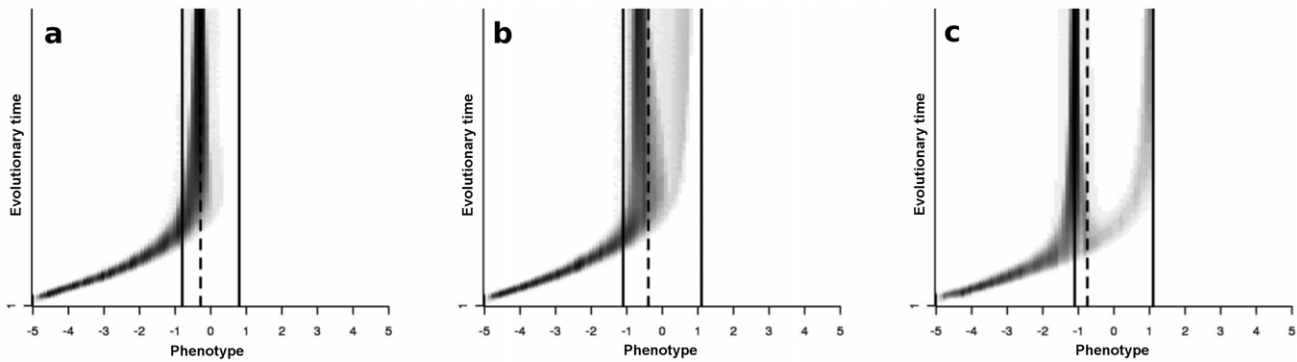 a
Evolutionary time
1
-5 -4 -3 -2 -1 0 1 2 3 4 5
Phenotype
b
Evolutionary time
1
-5 -4 -3 -2 -1 0 1 2 3 4 5
Phenotype
c
Evolutionary time
1
-5 -4 -3 -2 -1 0 1 2 3 4 5
Phenotype